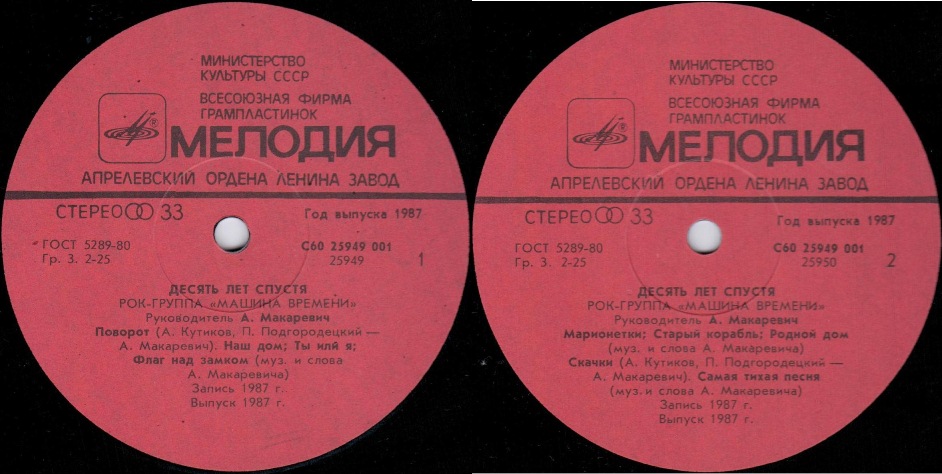 МИНИСТЕРСТВО
КУЛЬТУРЫ СССР
ВСЕСОЮЗНАЯ ФИРМА
ГРАМПЛАСТИНОК
МЕЛОДИЯ
АПРЕЛЕВСКИЙ ОРДЕНА ЛЕНИНА ЗАВОД
СТЕРЕО 33
Год выпуска 1987
ГОСТ 5289-80
Гр. 3. 2-25
С60 25949 001
25949
1
ДЕСЯТЬ ЛЕТ СПУСТЯ
РОК-ГРУППА «МАШИНА ВРЕМЕНИ»
Руководитель А. Макаревич
Поворот (А. Кутиков, П. Подгородецкий —
А. Макаревич). Наш дом; Ты или я;
Флаг над замком (муз. и слова
А. Макаревича)
Запись 1987 г.
Выпуск 1987 г.
МИНИСТЕРСТВО
КУЛЬТУРЫ СССР
ВСЕСОЮЗНАЯ ФИРМА
ГРАМПЛАСТИНОК
МЕЛОДИЯ
АПРЕЛЕВСКИЙ ОРДЕНА ЛЕНИНА ЗАВОД
СТЕРЕО 33
Год выпуска 1987
ГОСТ 5289-80
Гр. 3. 2-25
С60 25949 001
25950
2
ДЕСЯТЬ ЛЕТ СПУСТЯ
РОК-ГРУППА «МАШИНА ВРЕМЕНИ»
Руководитель А. Макаревич
Марионетки; Старый корабль; Родной дом
(муз. и слова А. Макаревича)
Скачки (А. Кутиков, П. Подгородецкий —
А. Макаревич). Самая тихая песня
(муз. и слова А. Макаревича)
Запись 1987 г.
Выпуск 1987 г.